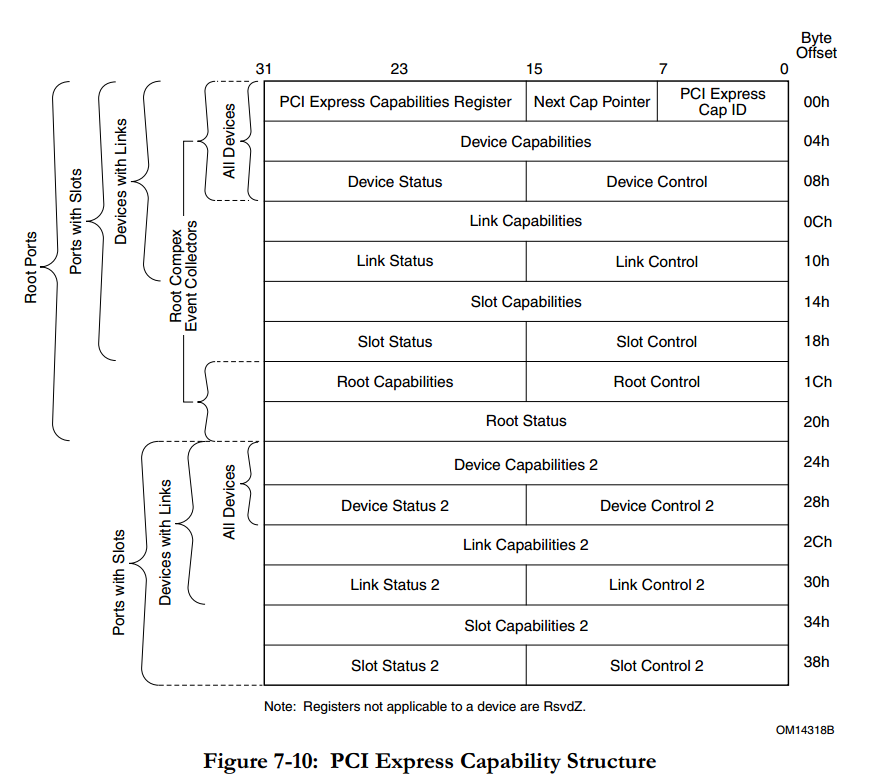 Byte
Offset
31 23 15 7 0
PCI Express Capabilities Register Next Cap Pointer PCI Express
Cap ID 00h
Device Capabilities 04h
Device Status Device Control 08h
Link Capabilities 0Ch
Link Status Link Control 10h
Slot Capabilities 14h
Slot Status Slot Control 18h
Root Capabilities Root Control 1Ch
Root Status 20h
Device Capabilities 2 24h
Device Status 2 Device Control 2 28h
Link Capabilities 2 2Ch
Link Status 2 Link Control 2 30h
Slot Capabilities 2 34h
Slot Status 2 Slot Control 2 38h
Root Ports
Ports with Slots
Devices with Links
Root Compex
Event Collectors
All Devices
Ports with Slots
Devices with Links
All Devices
Note: Registers not applicable to a device are RsvdZ.
OM14318B
Figure 7-10: PCI Express Capability Structure